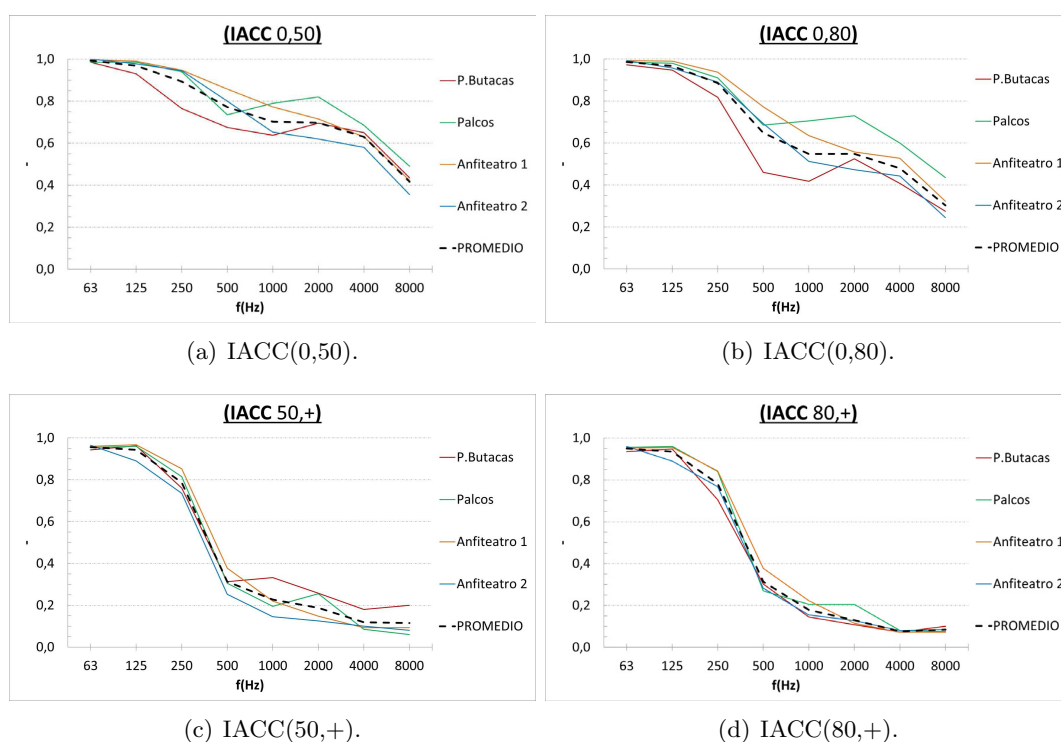 (IACC 0,50)
1,0
0,8
0,6
0,4
0,2
0,0
-
63 125 250 500 1000 2000 4000 8000
f(Hz)
P.Butacas
Palcos
Anfiteatro 1
Anfiteatro 2
PROMEDIO
(a) IACC(0,50).
(IACC 0,80)
1,0
0,8
0,6
0,4
0,2
0,0
-
63 125 250 500 1000 2000 4000 8000
f(Hz)
P.Butacas
Palcos
Anfiteatro 1
Anfiteatro 2
PROMEDIO
(b) IACC(0,80).
(IACC 50,+)
1,0
0,8
0,6
0,4
0,2
0,0
-
63 125 250 500 1000 2000 4000 8000
f(Hz)
P.Butacas
Palcos
Anfiteatro 1
Anfiteatro 2
PROMEDIO
(c) IACC(50,+).
(IACC 80,+)
1,0
0,8
0,6
0,4
0,2
0,0
-
63 125 250 500 1000 2000 4000 8000
f(Hz)
P.Butacas
Palcos
Anfiteatro 1
Anfiteatro 2
PROMEDIO
(d) IACC(80,+).